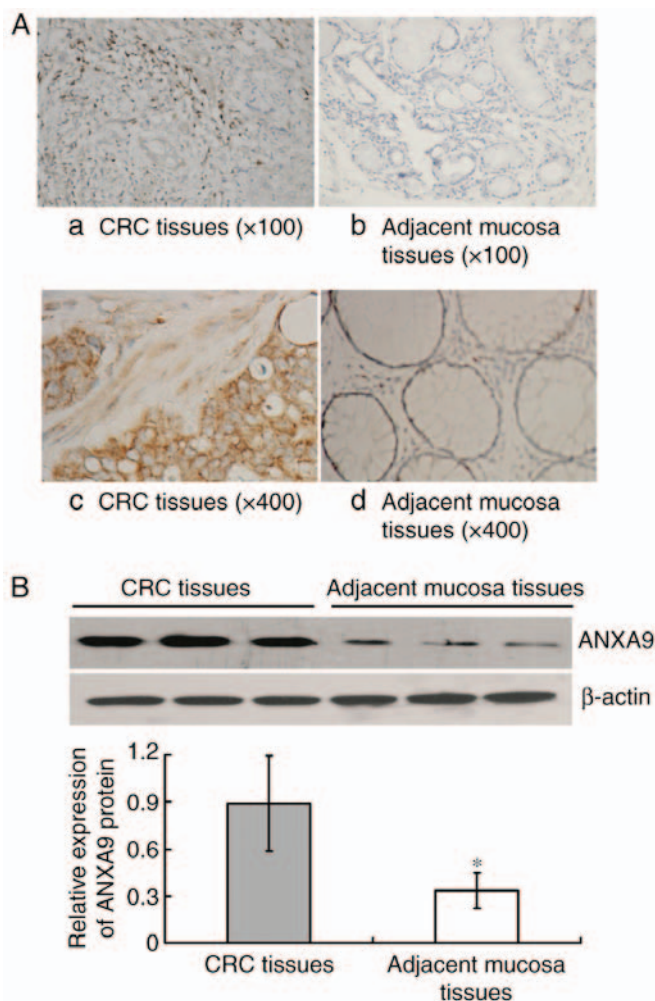 A
a CRC tissues (×100)
b Adjacent mucosa
tissues (×100)
c CRC tissues (×400)
d Adjacent mucosa
tissues (×400)
B
CRC tissues
Adjacent mucosa tissues
ANXA9
β-actin
Relative expression
of ANXA9 protein
1.2
0.9
0.6
0.3
0
*
CRC tissues
Adjacent mucosa
tissues